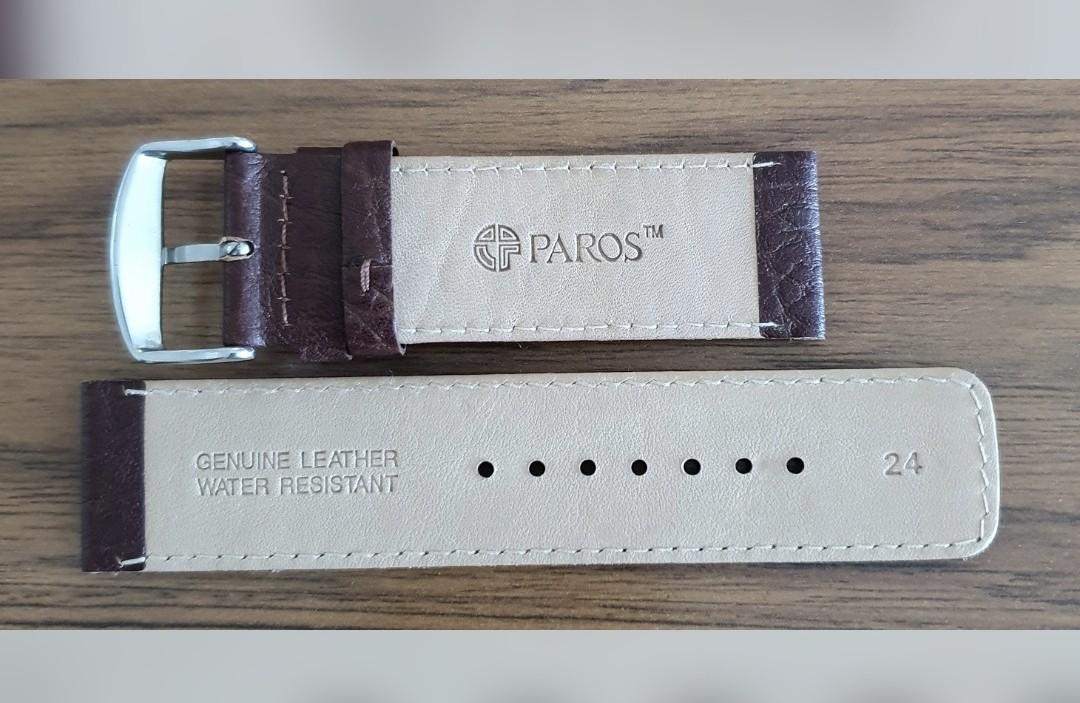 PAROS™
GENUINE LEATHER
WATER RESISTANT
24